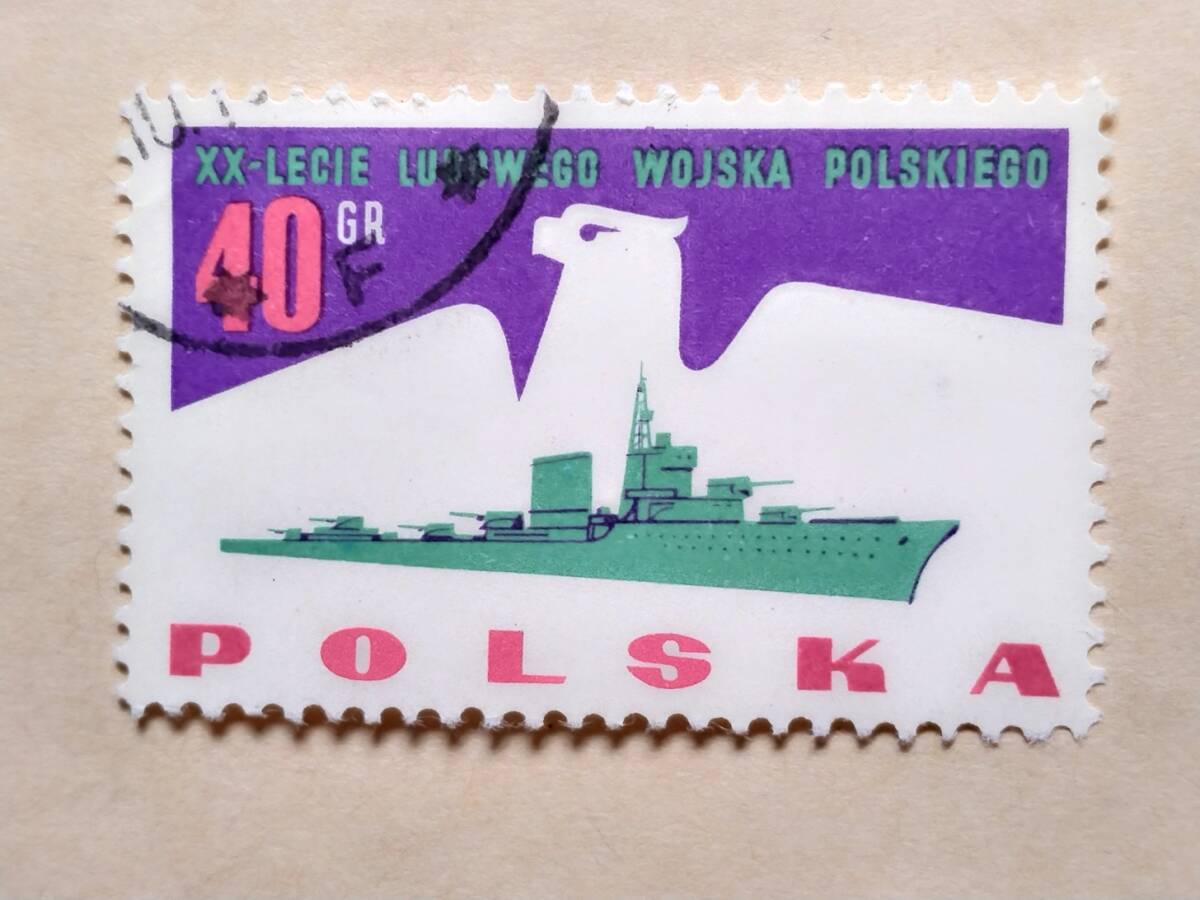 XX-LECIE LUDOWEGO WOJSKA POLSKIEGO
40 GR
F
POLSKA